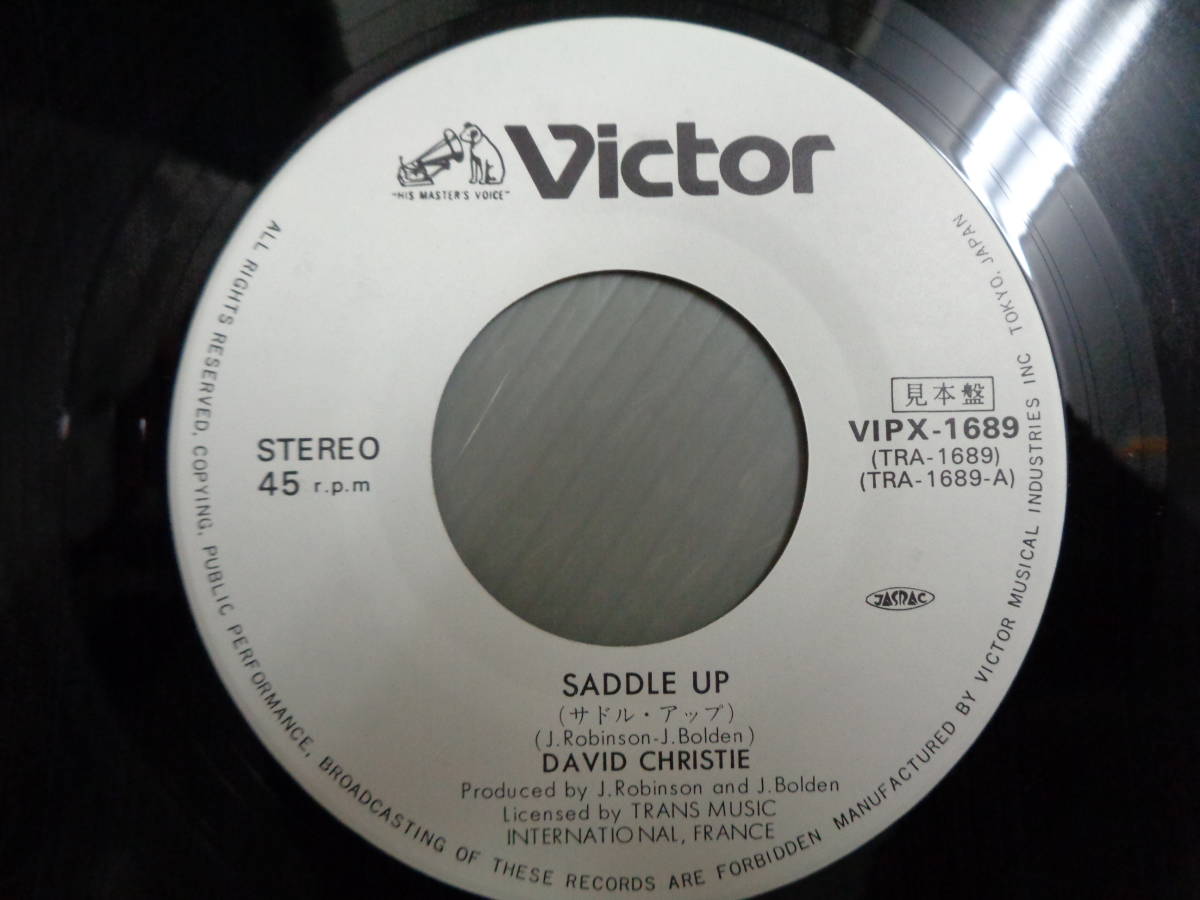 Victor
"HIS MASTER'S VOICE"
STEREO
45 r.p.m
見本盤
VIPX-1689
(TRA-1689)
(TRA-1689-A)
JASRAC
SADDLE UP
(サドル・アップ)
(J.Robinson-J.Bolden)
DAVID CHRISTIE
Produced by J.Robinson and J.Bolden
Licensed by TRANS MUSIC
INTERNATIONAL, FRANCE
ALL RIGHTS RESERVED, COPYING, PUBLIC PERFORMANCE, BROADCASTING OF THESE RECORDS ARE FORBIDDEN MANUFACTURED BY VICTOR MUSICAL INDUSTRIES INC TOKYO, JAPAN